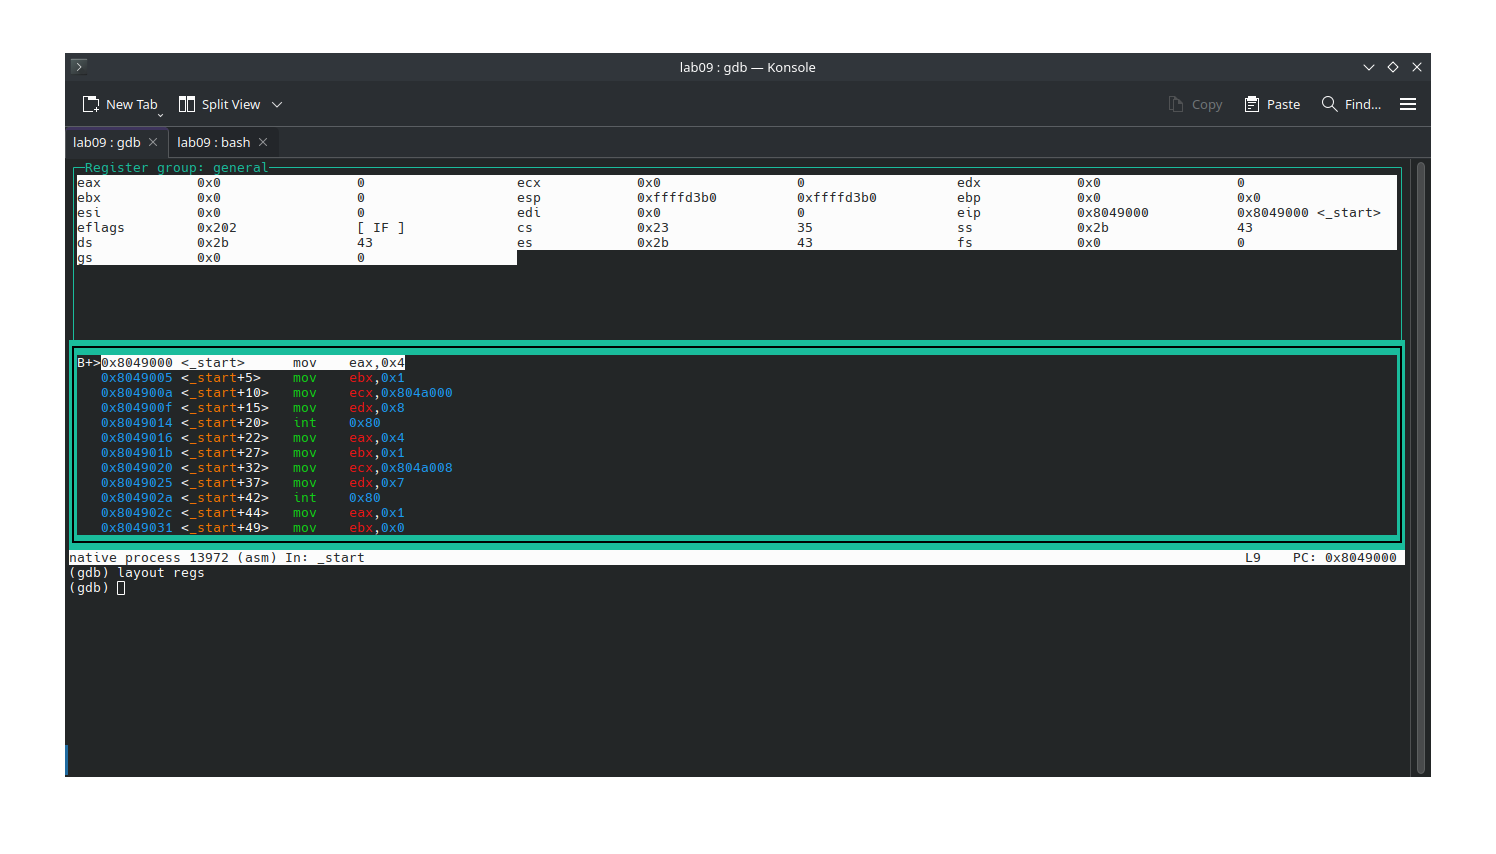 lab09 : gdb — Konsole
New Tab Split View Copy Paste Find...
lab09 : gdb lab09 : bash
Register group: general
eax 0x0 0 ecx 0x0 0 edx 0x0 0
ebx 0x0 0 esp 0xffffd3b0 0xffffd3b0 ebp 0x0 0x0
esi 0x0 0 edi 0x0 0 eip 0x8049000 0x8049000 <_start>
eflags 0x202 [ IF ] cs 0x23 35 ss 0x2b 43
ds 0x2b 43 es 0x2b 43 fs 0x0 0
gs 0x0 0
B+>0x8049000 <_start> mov eax,0x4
0x8049005 <_start+5> mov ebx,0x1
0x804900a <_start+10> mov ecx,0x804a000
0x804900f <_start+15> mov edx,0x8
0x8049014 <_start+20> int 0x80
0x8049016 <_start+22> mov eax,0x4
0x804901b <_start+27> mov ebx,0x1
0x8049020 <_start+32> mov ecx,0x804a008
0x8049025 <_start+37> mov edx,0x7
0x804902a <_start+42> int 0x80
0x804902c <_start+44> mov eax,0x1
0x8049031 <_start+49> mov ebx,0x0
native process 13972 (asm) In: _start L9 PC: 0x8049000
(gdb) layout regs
(gdb)